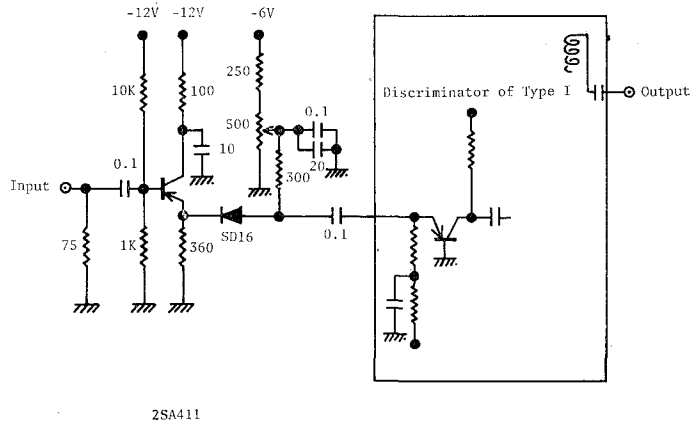 -12V -12V -6V
250
10K 100
Discriminator of Type I
Output
500
0.1
10
20
0.1
300
Input
SD16
0.1
75
1K
360
2SA411